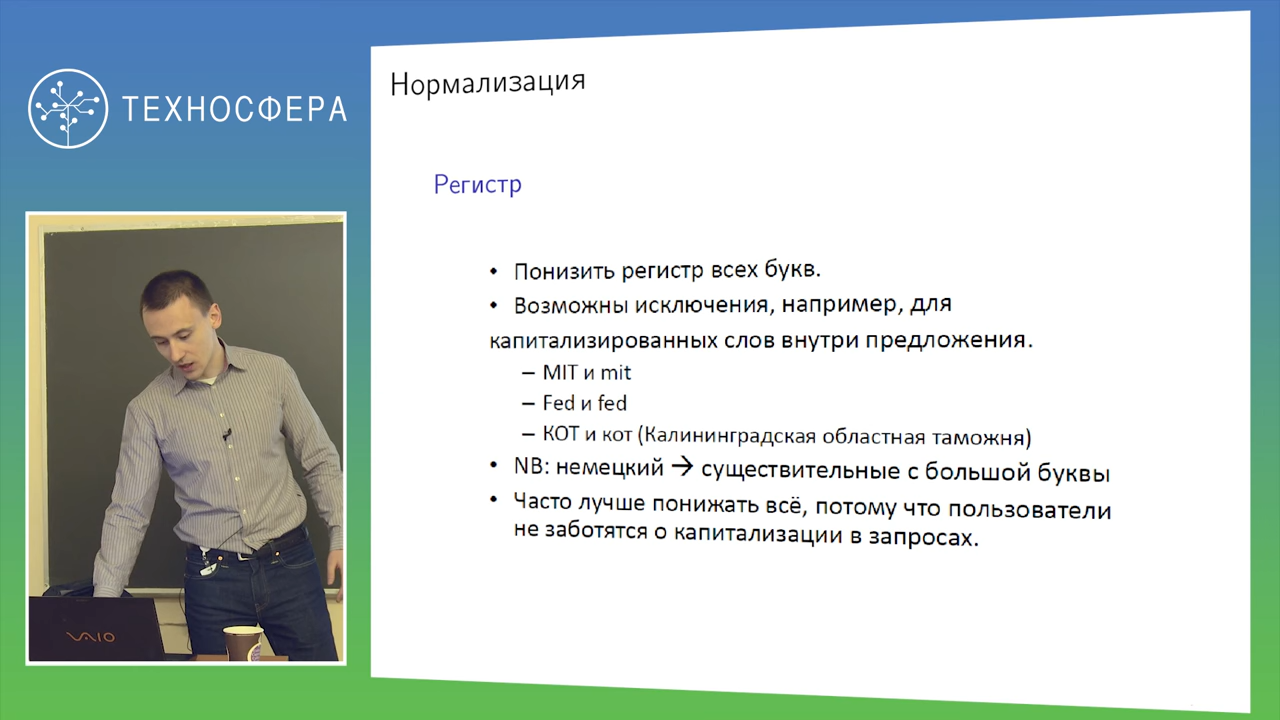 ТЕХНОСФЕРА
Нормализация
Регистр
• Понизить регистр всех букв.
• Возможны исключения, например, для
капитализированных слов внутри предложения.
– MIT и mit
– Fed и fed
– КОТ и кот (Калининградская областная таможня)
• NB: немецкий → существительные с большой буквы
• Часто лучше понижать всё, потому что пользователи
не заботятся о капитализации в запросах.
VAIO